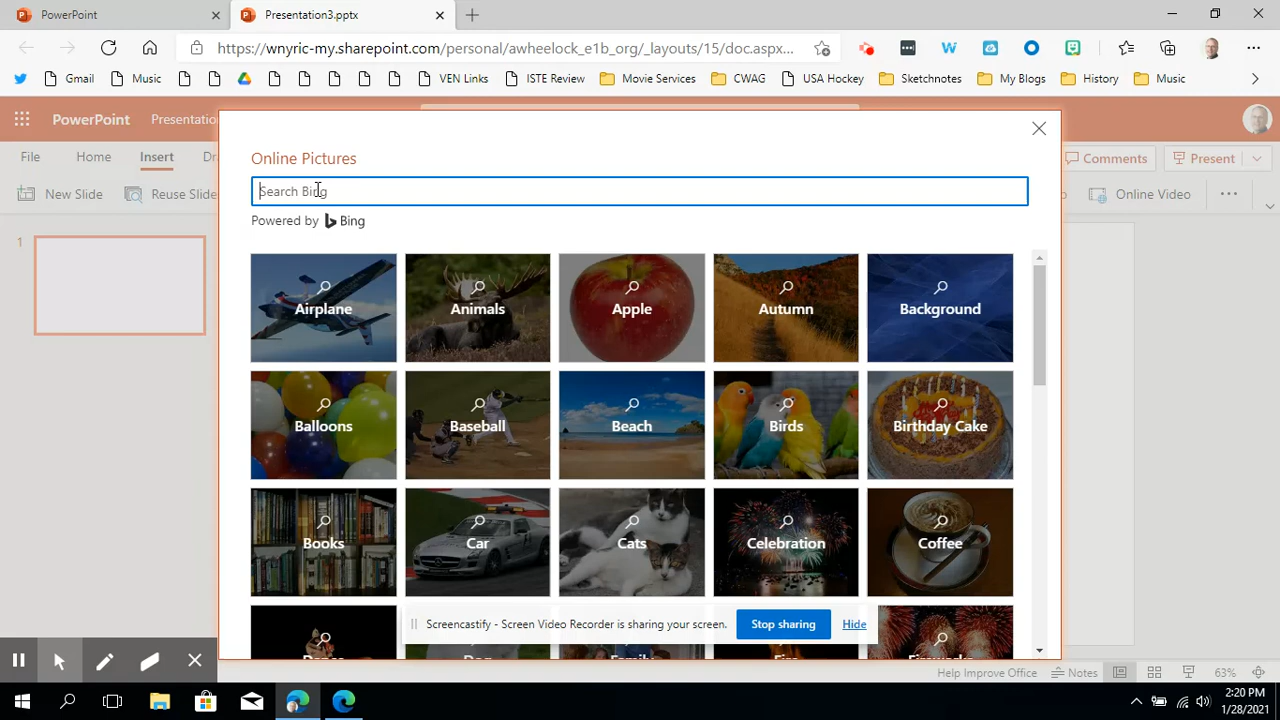 PowerPoint
Presentation3.pptx
https://wnyric-my.sharepoint.com/personal/awheelock_e1b_org/_layouts/15/doc.aspx...
Gmail
Music
VEN Links
ISTE Review
Movie Services
CWAG
USA Hockey
Sketchnotes
My Blogs
History
Music
PowerPoint
Presentation
File
Home
Insert
Comments
Present
New Slide
Reuse Slide
Online Video
Online Pictures
Search Bing
Powered by Bing
1
Airplane
Animals
Apple
Autumn
Background
Balloons
Baseball
Beach
Birds
Birthday Cake
Books
Car
Cats
Celebration
Coffee
Screencastify - Screen Video Recorder is sharing your screen.
Stop sharing
Hide
Help Improve Office
Notes
63%
2:20 PM
1/28/2021